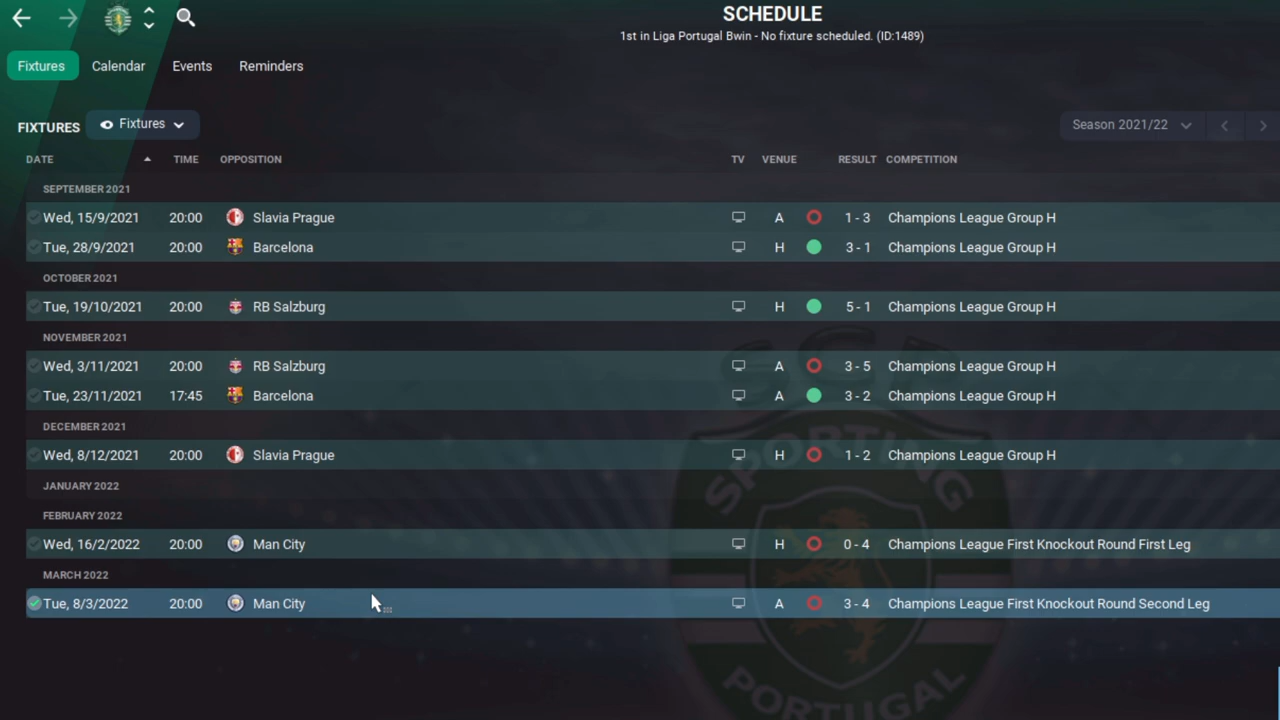 SCHEDULE
1st in Liga Portugal Bwin - No fixture scheduled. (ID:1489)
Fixtures Calendar Events Reminders
FIXTURES Fixtures Season 2021/22
DATE TIME OPPOSITION TV VENUE RESULT COMPETITION
SEPTEMBER 2021
Wed, 15/9/2021 20:00 Slavia Prague A 1 - 3 Champions League Group H
Tue, 28/9/2021 20:00 Barcelona H 3 - 1 Champions League Group H
OCTOBER 2021
Tue, 19/10/2021 20:00 RB Salzburg H 5 - 1 Champions League Group H
NOVEMBER 2021
Wed, 3/11/2021 20:00 RB Salzburg A 3 - 5 Champions League Group H
Tue, 23/11/2021 17:45 Barcelona A 3 - 2 Champions League Group H
DECEMBER 2021
Wed, 8/12/2021 20:00 Slavia Prague H 1 - 2 Champions League Group H
JANUARY 2022
FEBRUARY 2022
Wed, 16/2/2022 20:00 Man City H 0 - 4 Champions League First Knockout Round First Leg
MARCH 2022
Tue, 8/3/2022 20:00 Man City A 3 - 4 Champions League First Knockout Round Second Leg
SCP
SPORTING
PORTUGAL